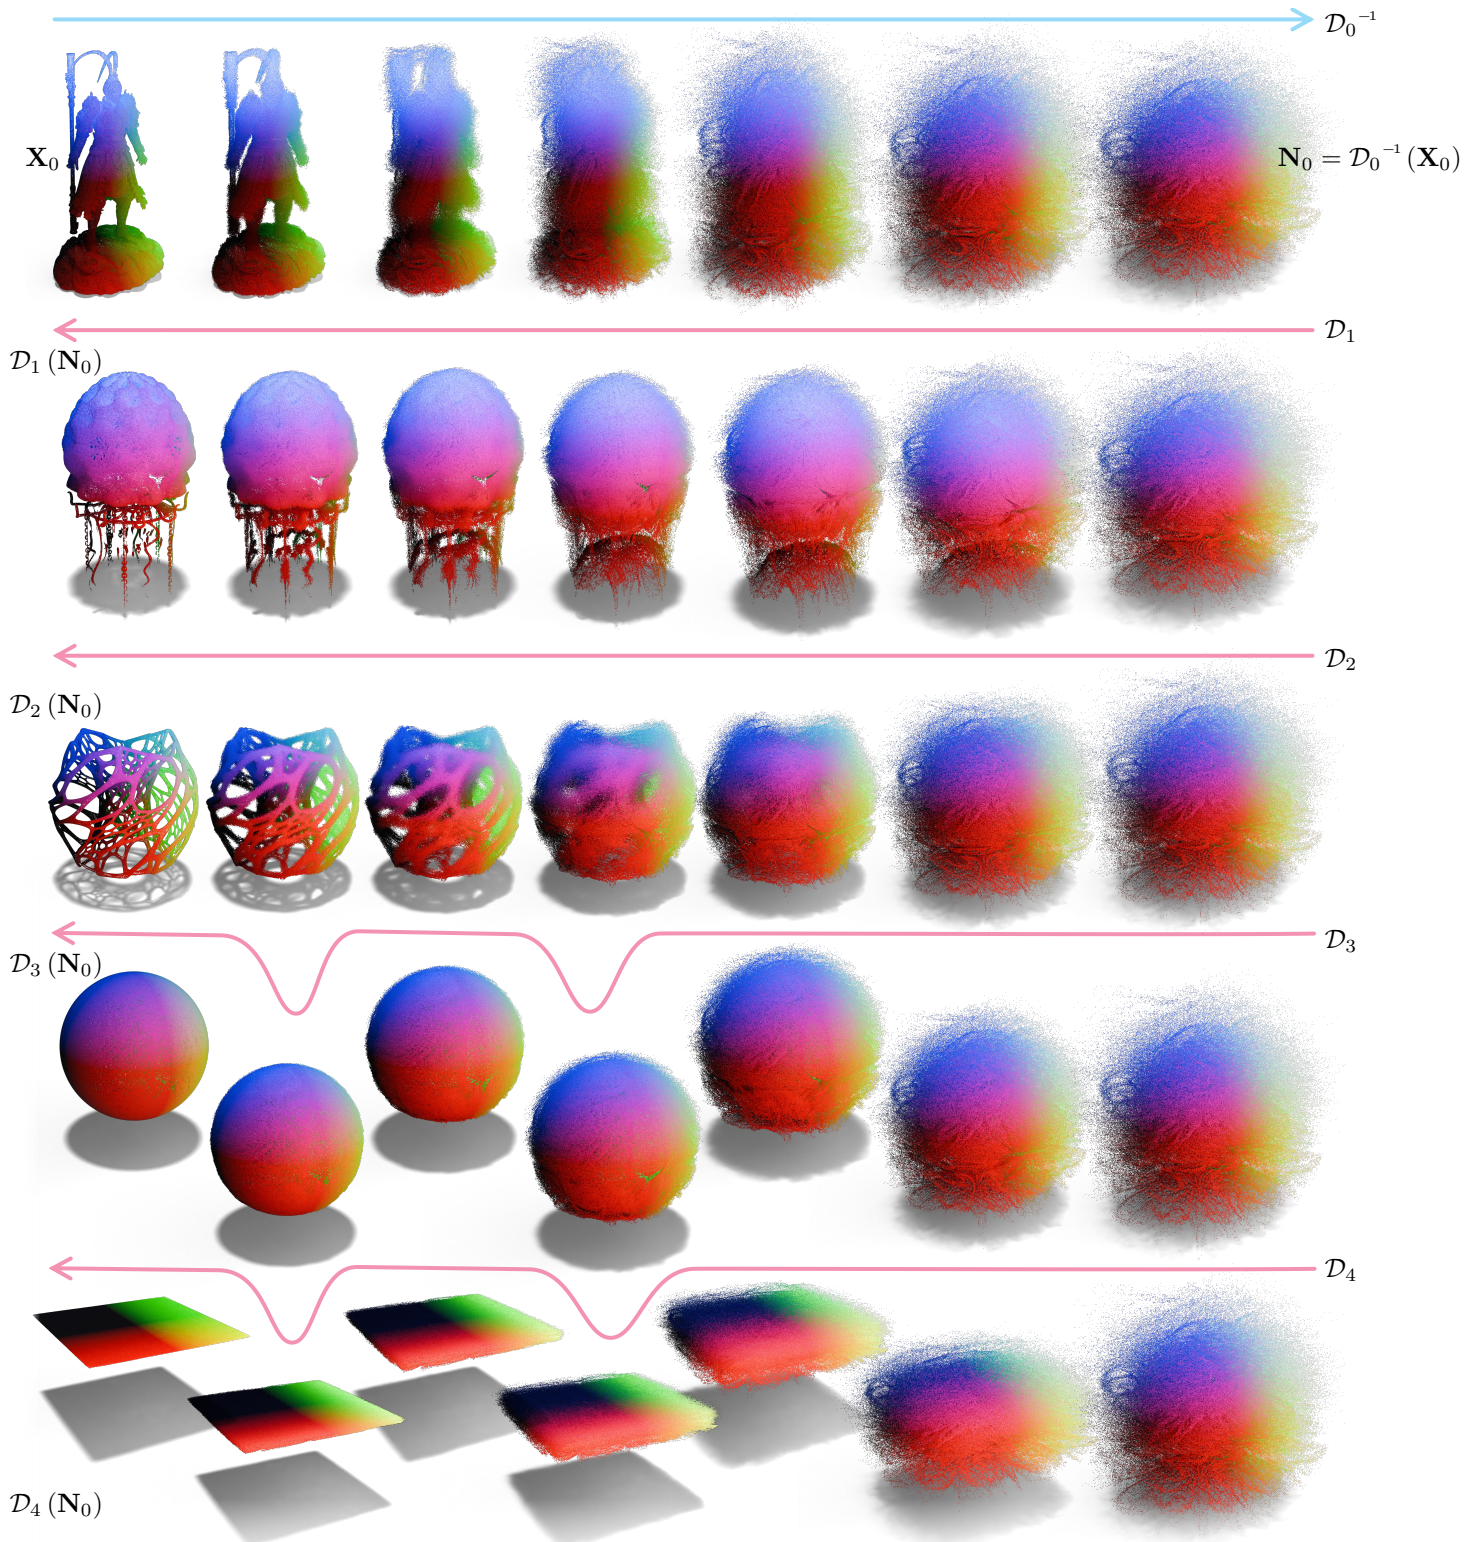 𝒟₀⁻¹
X₀
N₀ = 𝒟₀⁻¹ (X₀)
𝒟₁
𝒟₁ (N₀)
𝒟₂
𝒟₂ (N₀)
𝒟₃
𝒟₃ (N₀)
𝒟₄
𝒟₄ (N₀)